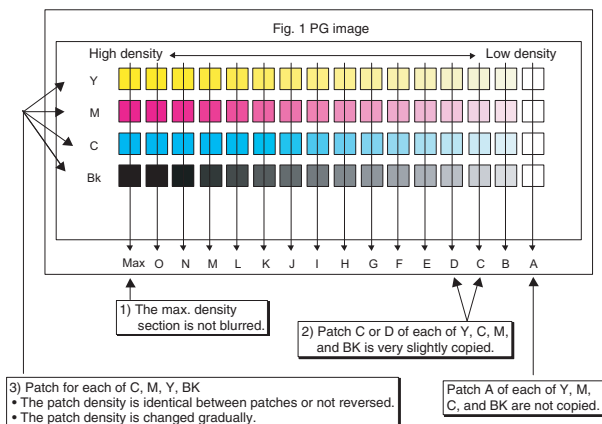 Fig. 1 PG image
High density Low density
Y
M
C
Bk
Max O N M L K J I H G F E D C B A
1) The max. density
section is not blurred.
2) Patch C or D of each of Y, C, M,
and BK is very slightly copied.
3) Patch for each of C, M, Y, BK
• The patch density is identical between patches or not reversed.
• The patch density is changed gradually.
Patch A of each of Y, M,
C, and BK are not copied.